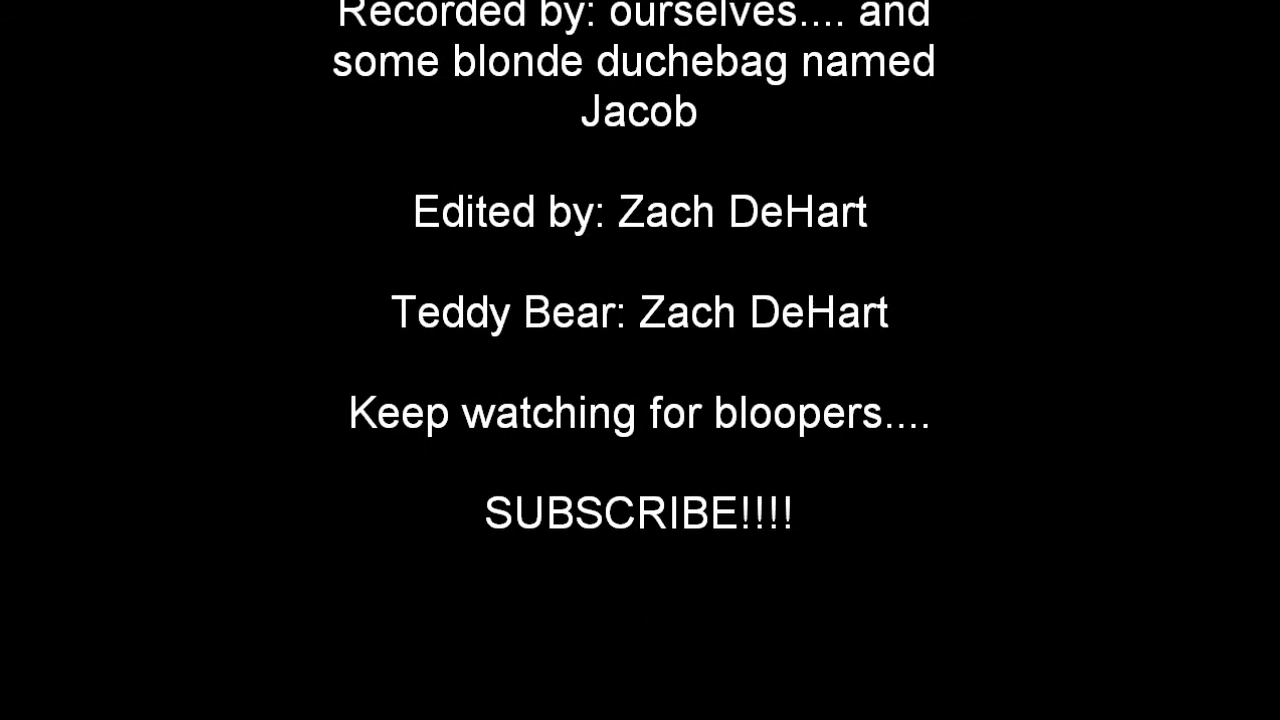 Recorded by: ourselves.... and
some blonde duchebag named
Jacob
Edited by: Zach DeHart
Teddy Bear: Zach DeHart
Keep watching for bloopers....
SUBSCRIBE!!!!